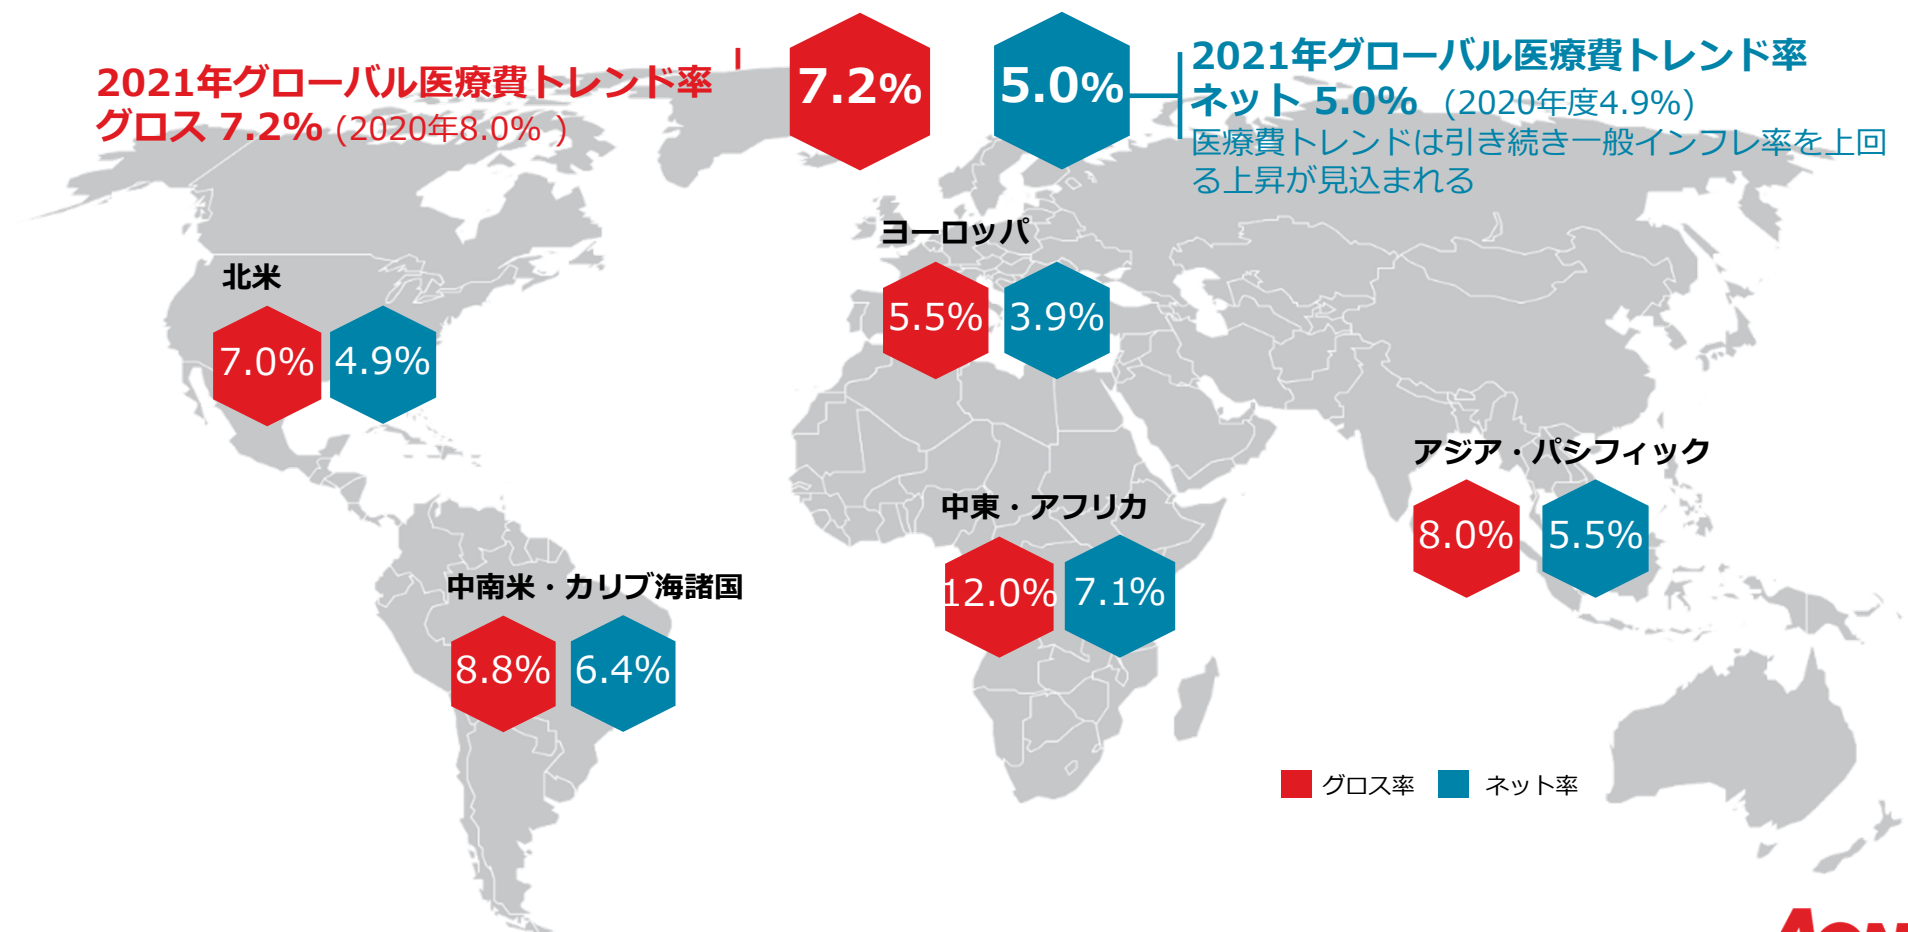 2021年グローバル医療費トレンド率
グロス 7.2% (2020年8.0% )
7.2%
5.0%
2021年グローバル医療費トレンド率
ネット 5.0% (2020年度4.9%)
医療費トレンドは引き続き一般インフレ率を上回
る上昇が見込まれる
北米
7.0% 4.9%
ヨーロッパ
5.5% 3.9%
アジア・パシフィック
8.0% 5.5%
中東・アフリカ
12.0% 7.1%
中南米・カリブ海諸国
8.8% 6.4%
グロス率 ネット率
AON